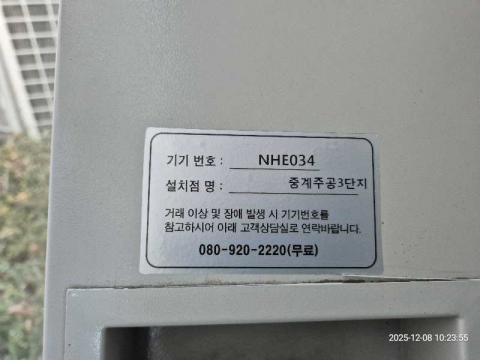 기기 번호 : NHE034
설치점 명 : 중계주공3단지
거래 이상 및 장애 발생 시 기기번호를
참고하시어 아래 고객상담실로 연락바랍니다.
080-920-2220(무료)
2025-12-08 10:23:55